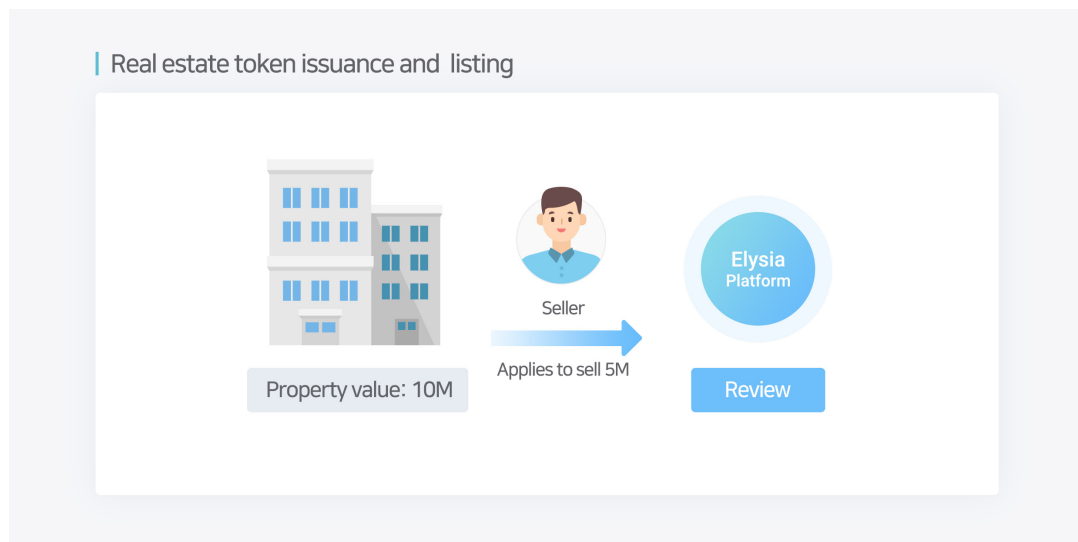 Real estate token issuance and listing
Elysia
Platform
Seller
Applies to sell 5M
Property value: 10M
Review